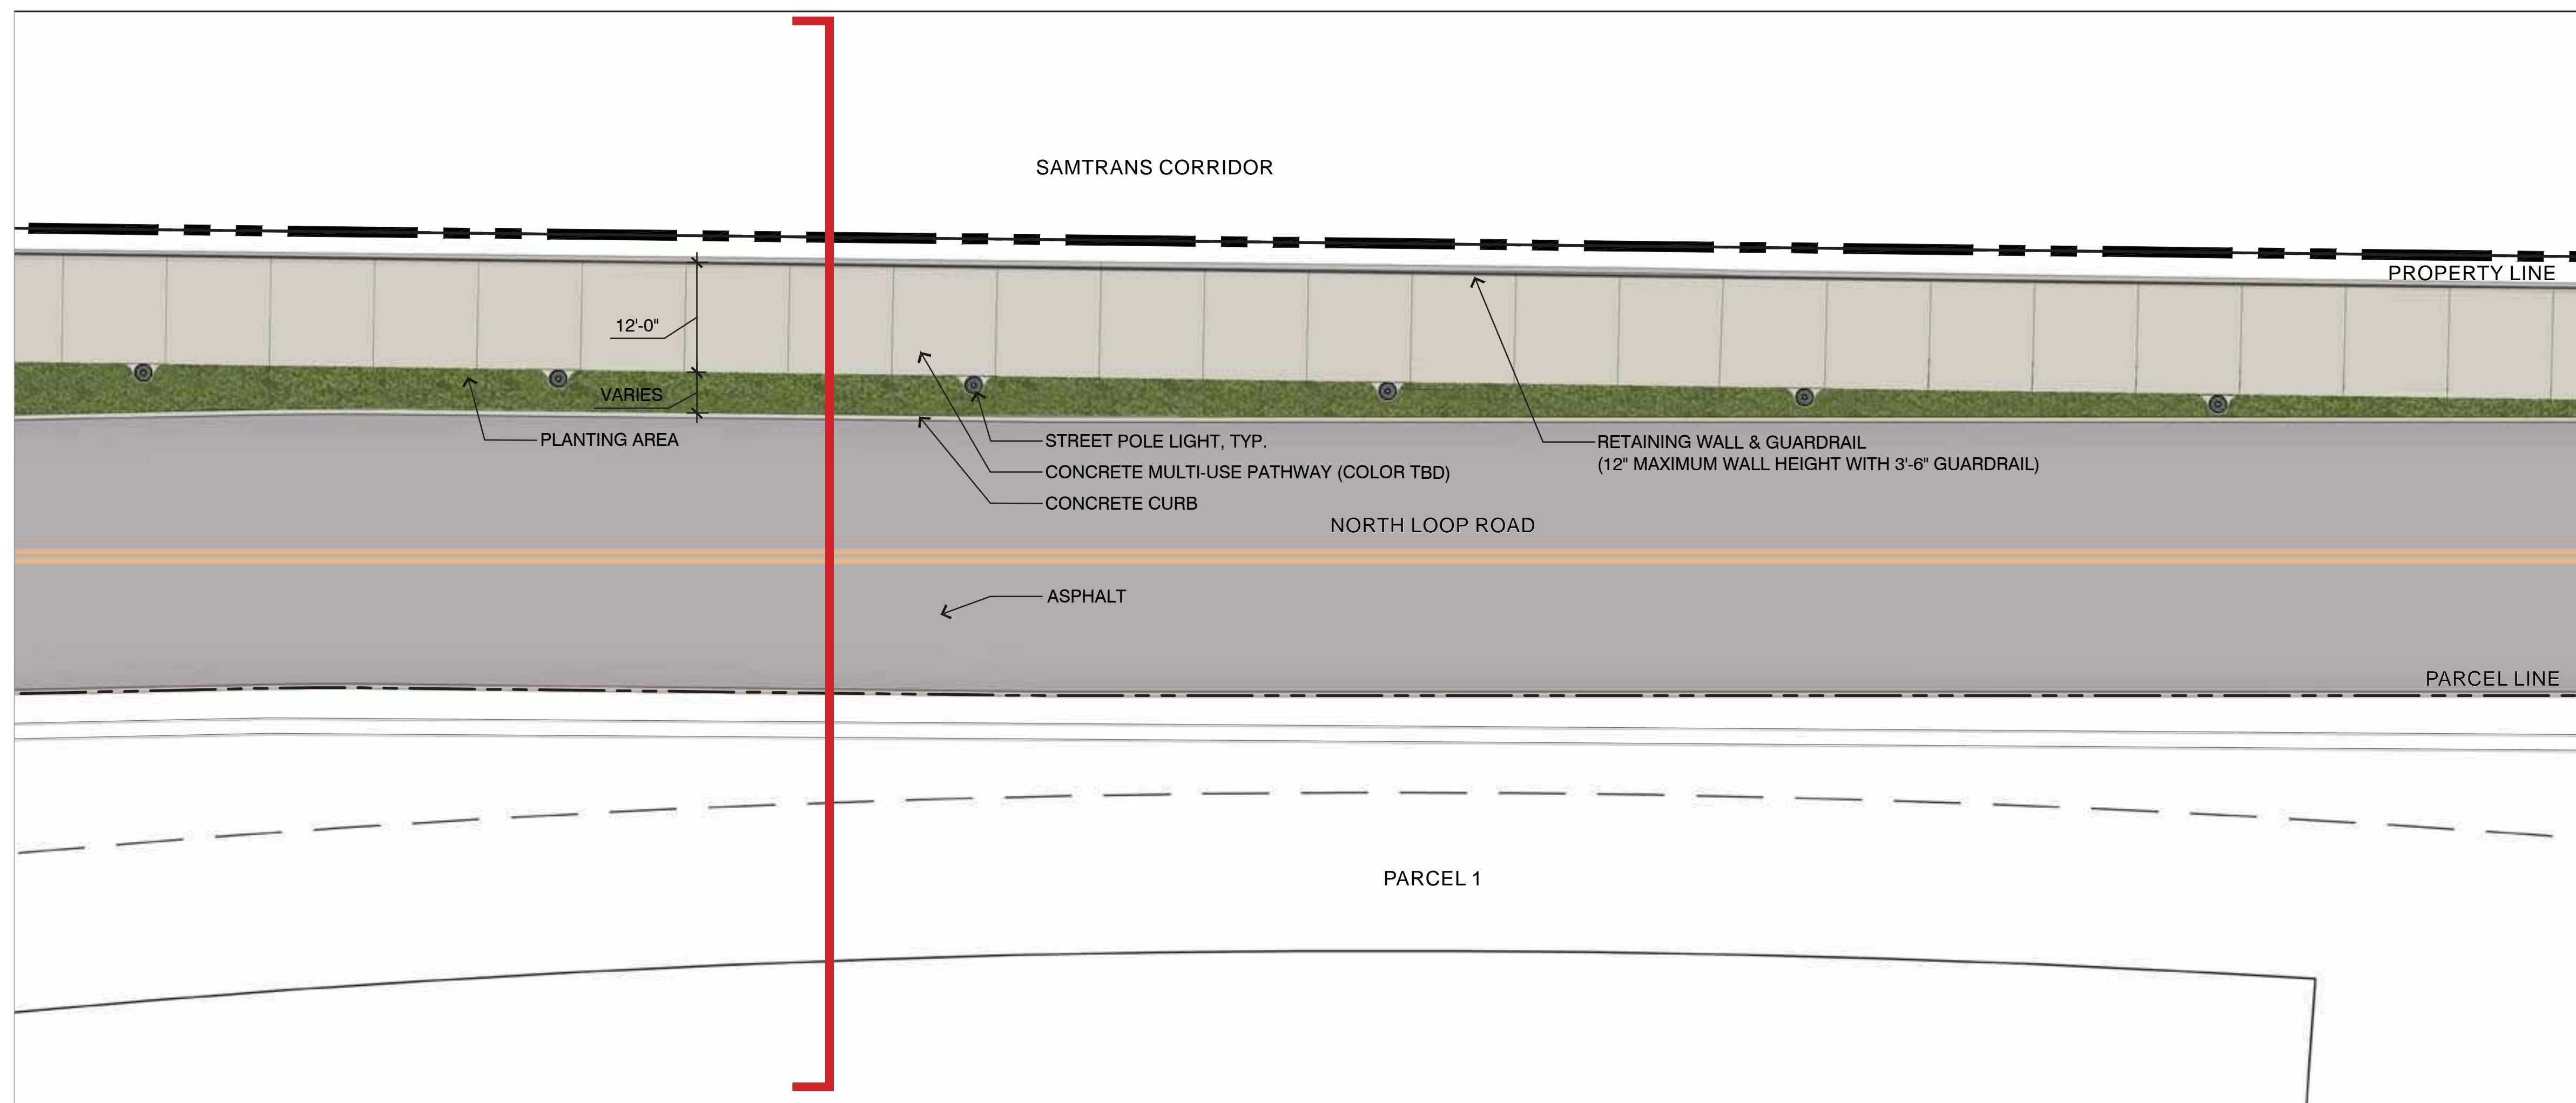 SAMTRANS CORRIDOR
PROPERTY LINE
12'-0"
VARIES
PLANTING AREA
STREET POLE LIGHT, TYP.
CONCRETE MULTI-USE PATHWAY (COLOR TBD)
CONCRETE CURB
RETAINING WALL & GUARDRAIL
(12" MAXIMUM WALL HEIGHT WITH 3'-6" GUARDRAIL)
NORTH LOOP ROAD
ASPHALT
PARCEL LINE
PARCEL 1